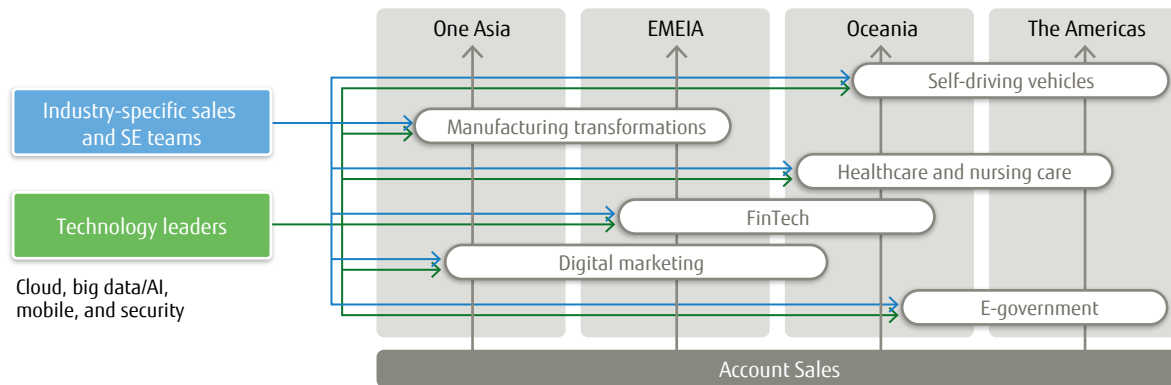 One Asia
EMEIA
Oceania
The Americas
Self-driving vehicles
Industry-specific sales
and SE teams
Manufacturing transformations
Healthcare and nursing care
Technology leaders
FinTech
Digital marketing
Cloud, big data/AI,
mobile, and security
E-government
Account Sales